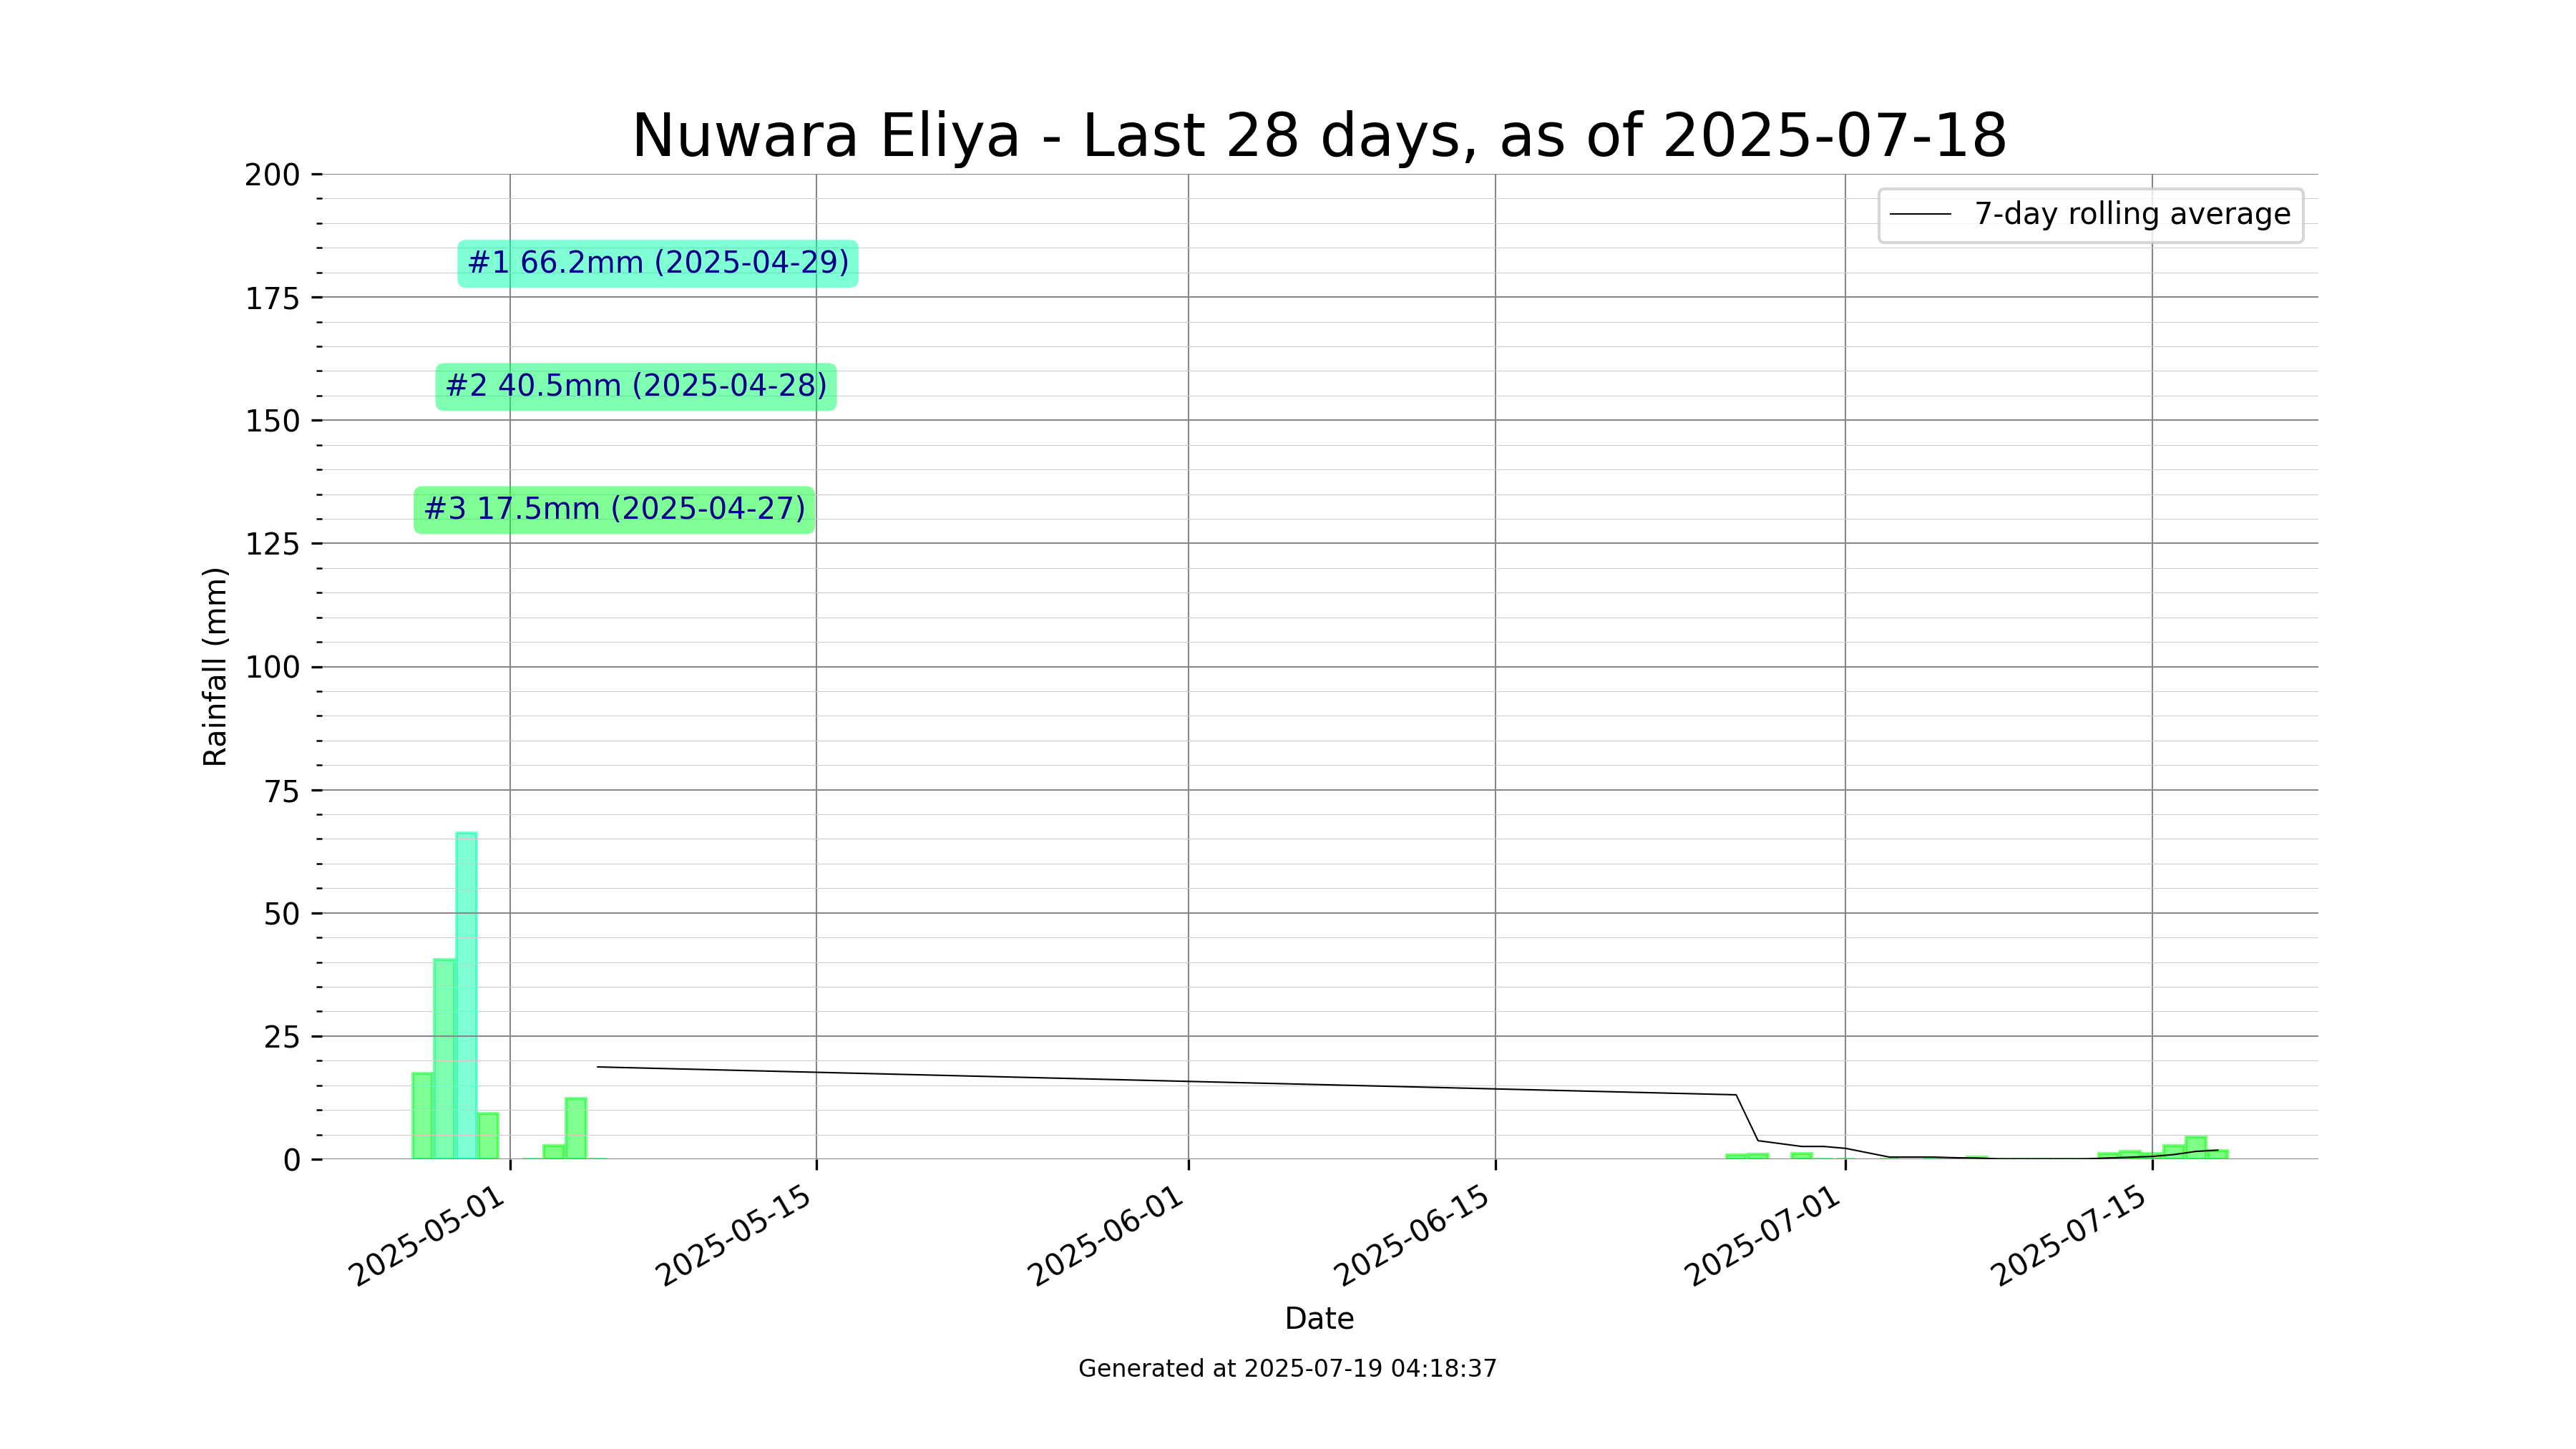 Nuwara Eliya - Last 28 days, as of 2025-07-18
7-day rolling average
#1 66.2mm (2025-04-29)
#2 40.5mm (2025-04-28)
#3 17.5mm (2025-04-27)
Rainfall (mm)
200
175
150
125
100
75
50
25
0
2025-05-01
2025-05-15
2025-06-01
2025-06-15
2025-07-01
2025-07-15
Date
Generated at 2025-07-19 04:18:37